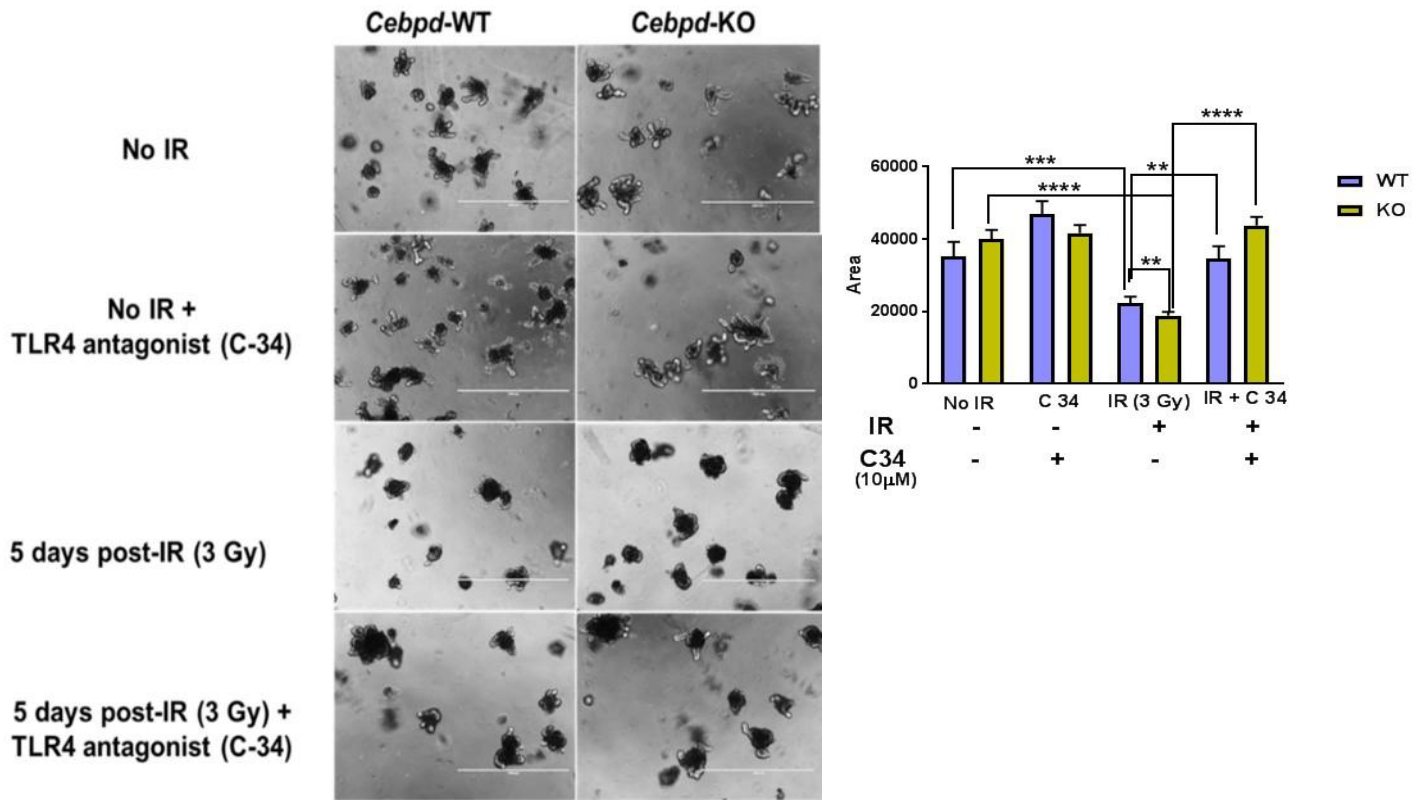 Cebpd-WT
Cebpd-KO
No IR
No IR +
TLR4 antagonist (C-34)
5 days post-IR (3 Gy)
5 days post-IR (3 Gy) +
TLR4 antagonist (C-34)
****
***
**
****
**
60000
40000
20000
0
Area
WT
KO
No IR
C 34
IR (3 Gy)
IR + C 34
IR - - + +
C34 - + - +
(10µM)